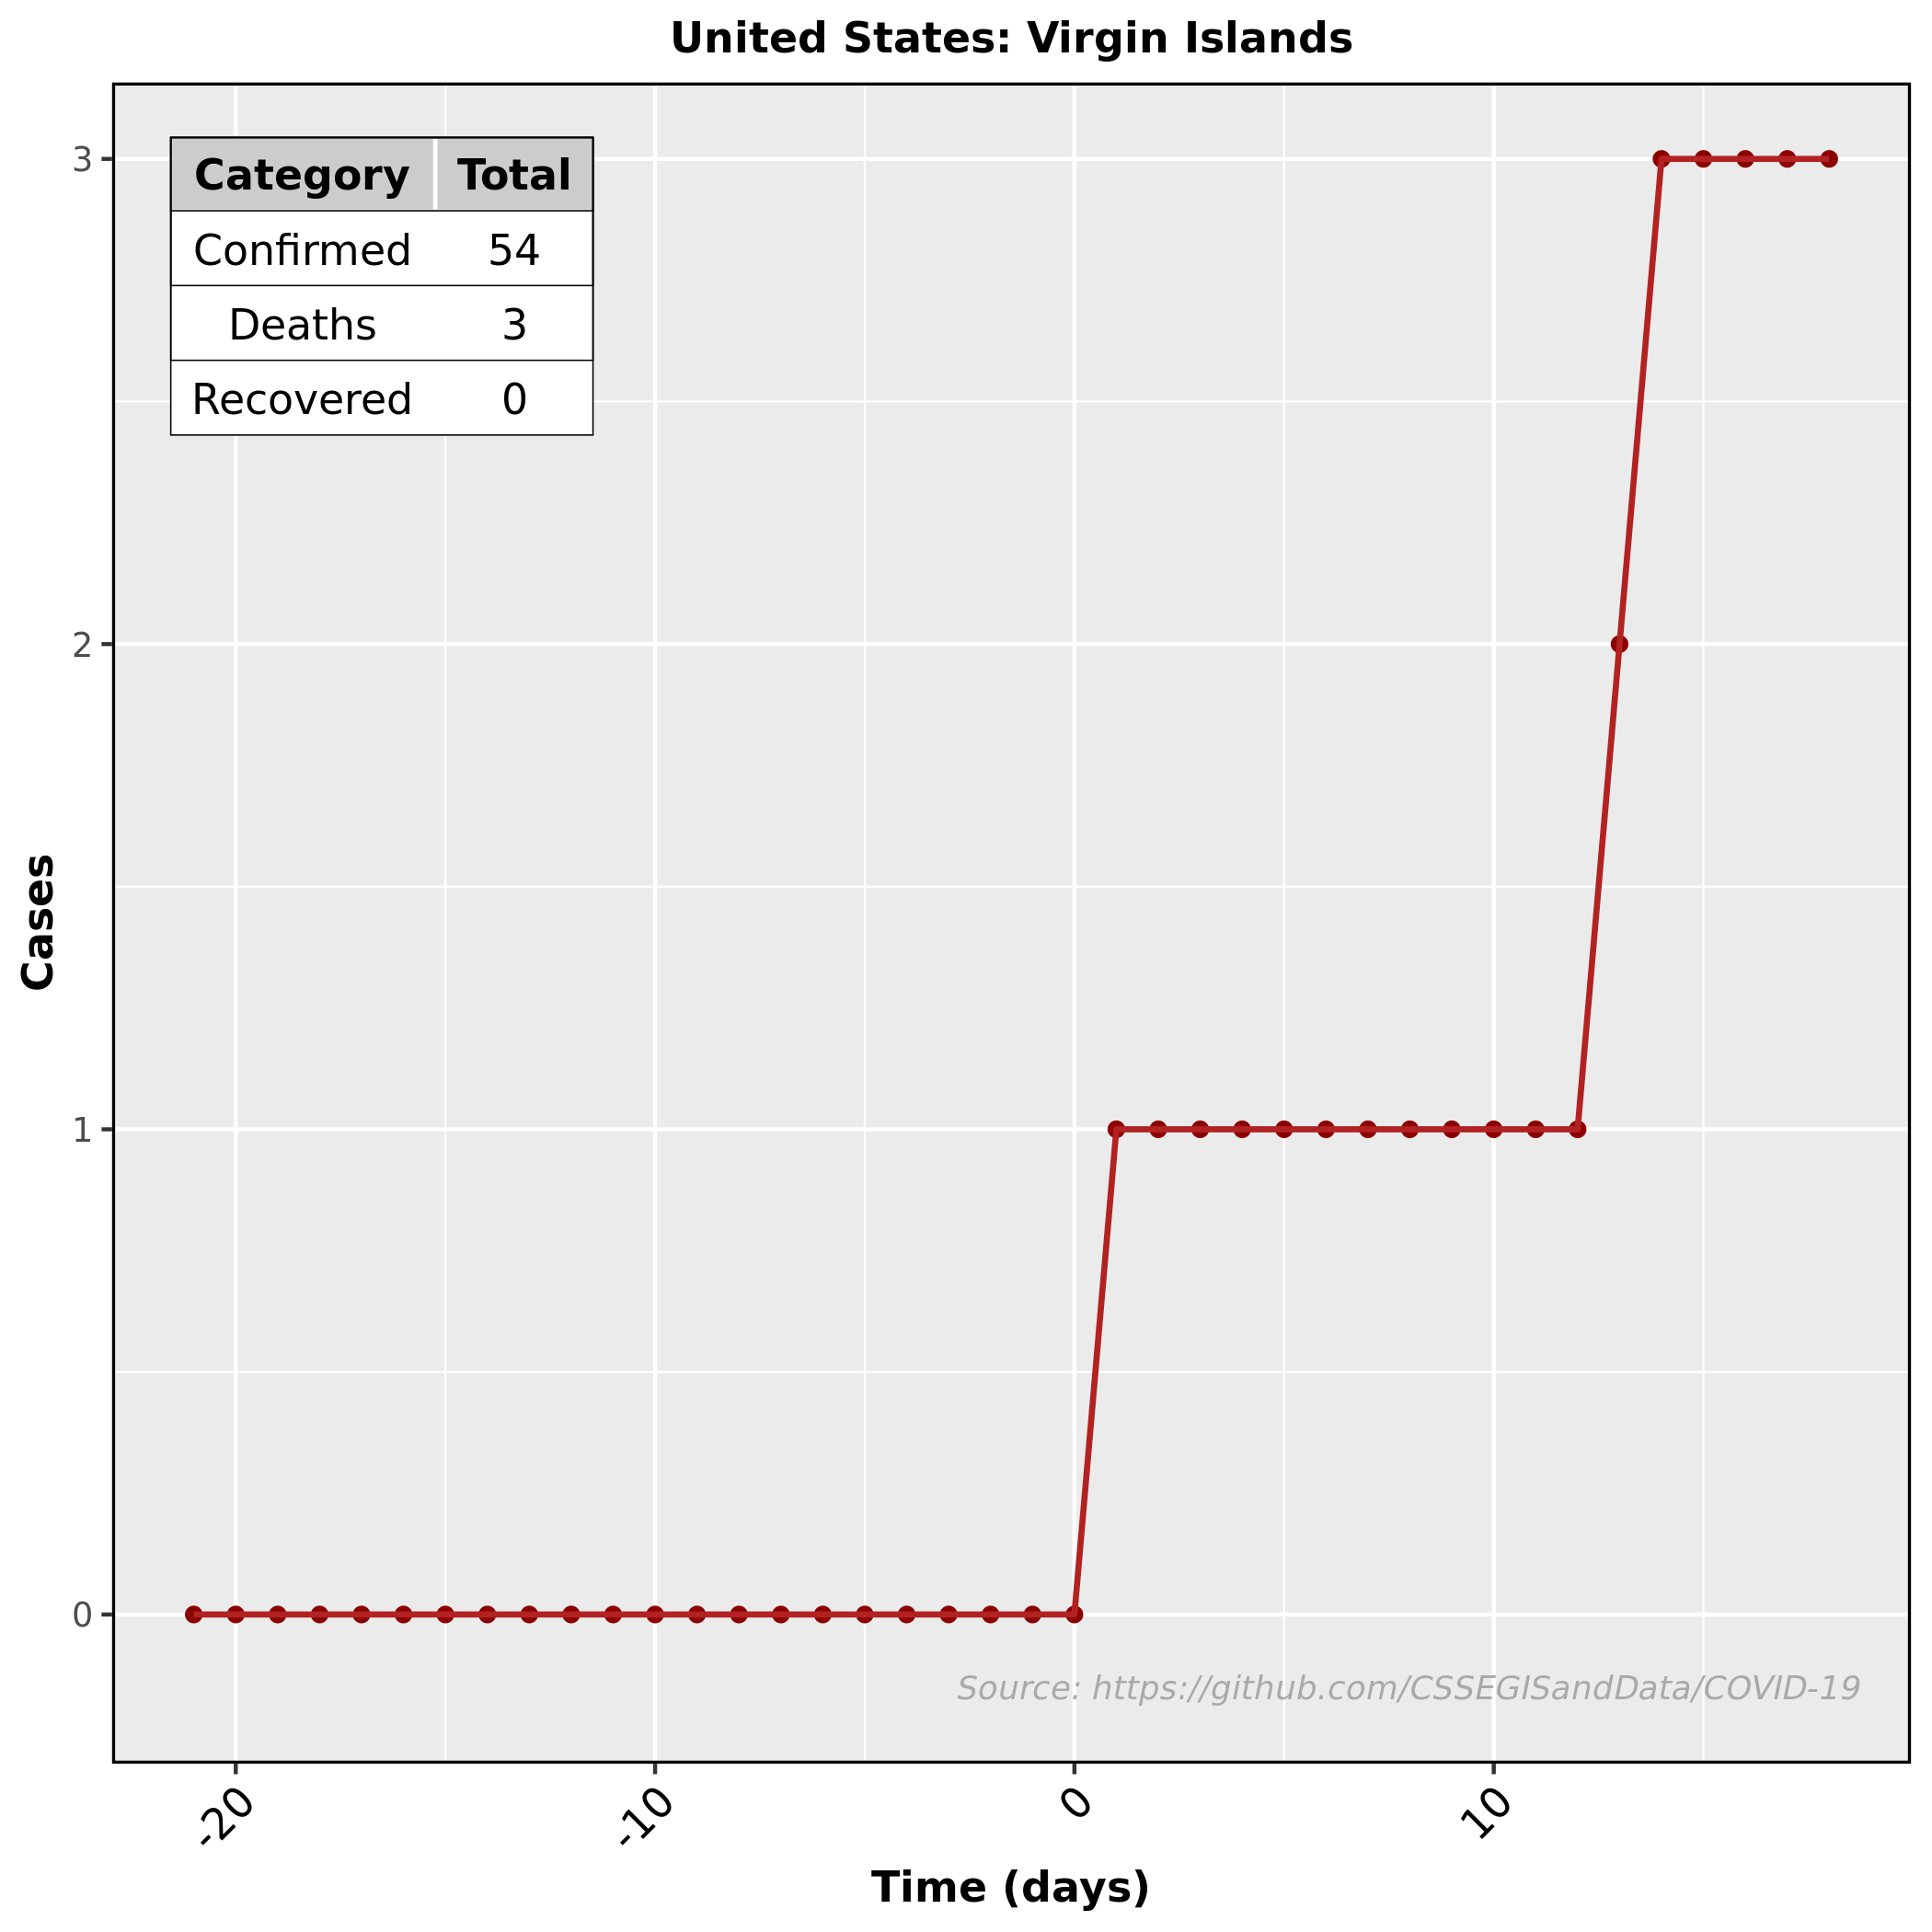 United States: Virgin Islands
Category Total
Confirmed 54
Deaths 3
Recovered 0
3
2
1
0
Cases
Source: https://github.com/CSSEGISandData/COVID-19
-20 -10 0 10
Time (days)